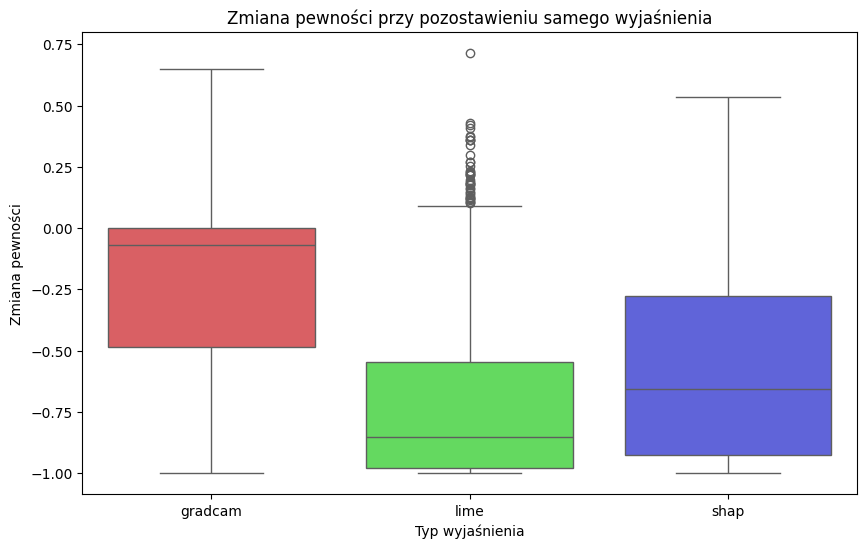 Zmiana pewności przy pozostawieniu samego wyjaśnienia
Zmiana pewności
0.75
0.50
0.25
0.00
−0.25
−0.50
−0.75
−1.00
gradcam
lime
shap
Typ wyjaśnienia